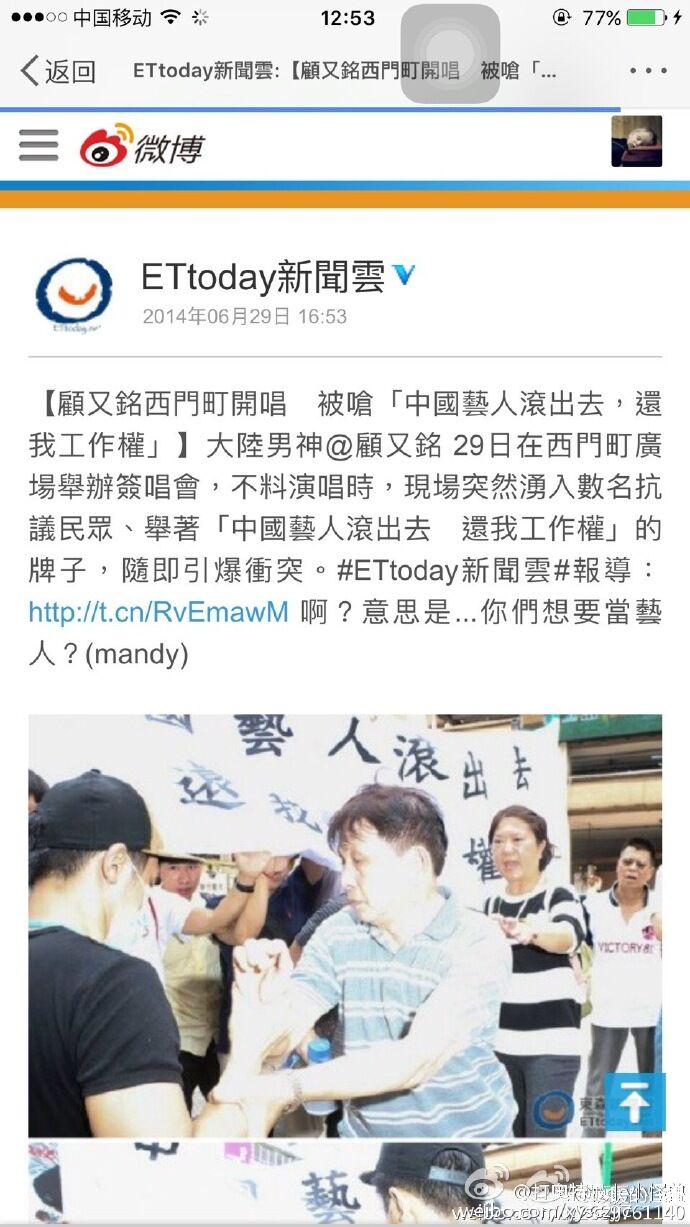 中国移动 12:53 77%
返回 ETtoday新聞雲:【顧又銘西門町開唱 被嗆「...
微博
ETtoday新聞雲
2014年06月29日 16:53
【顧又銘西門町開唱 被嗆「中國藝人滾出去，還
我工作權」】大陸男神@顧又銘 29日在西門町廣
場舉辦簽唱會，不料演唱時，現場突然湧入數名抗
議民眾、舉著「中國藝人滾出去 還我工作權」的
牌子，隨即引爆衝突。#ETtoday新聞雲#報導：
http://t.cn/RvEmawM 啊？意思是...你們想要當藝
人？(mandy)
國藝人滾出去
還我
權
VICTORY
東森
ETtoday
中 藝